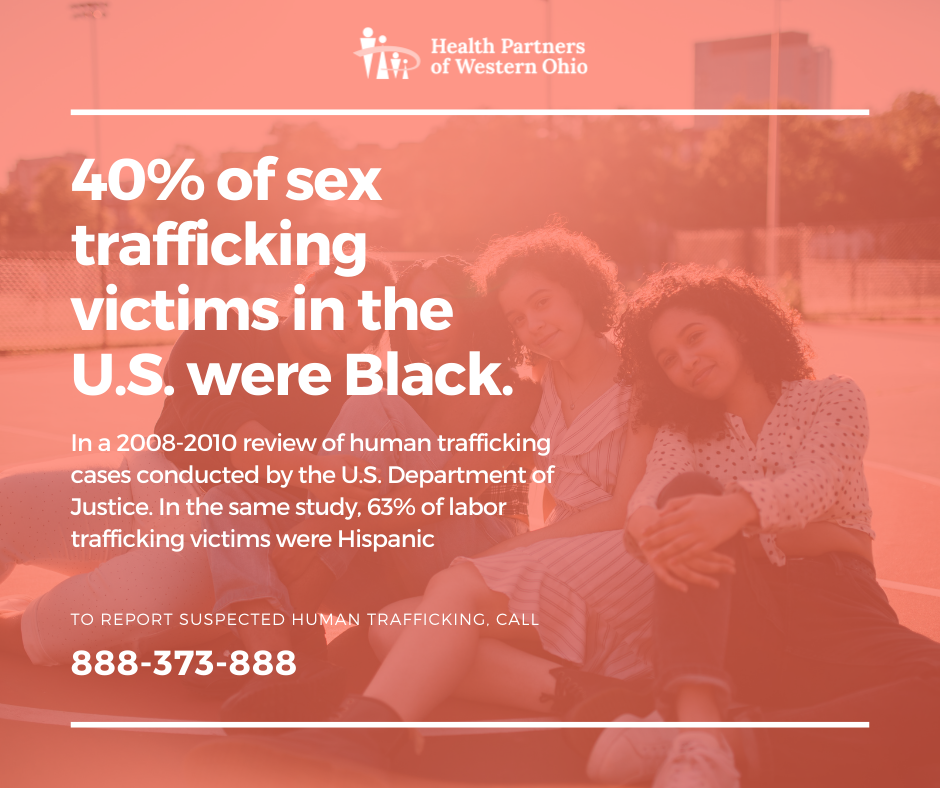 Health Partners
of Western Ohio
40% of sex
trafficking
victims in the
U.S. were Black.
In a 2008-2010 review of human trafficking
cases conducted by the U.S. Department of
Justice. In the same study, 63% of labor
trafficking victims were Hispanic
TO REPORT SUSPECTED HUMAN TRAFFICKING, CALL
888-373-888